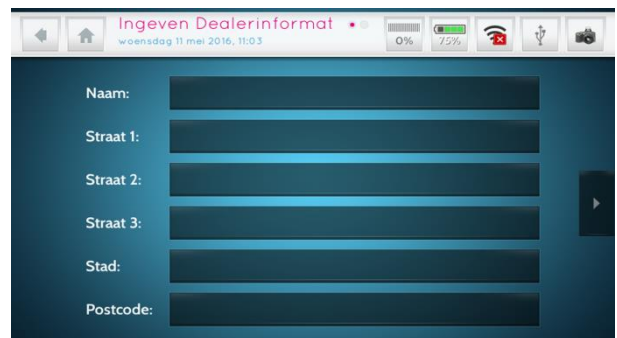 Ingeven Dealerinformat
woensdag 11 mei 2016, 11:03
0%
75%
Naam:
Straat 1:
Straat 2:
Straat 3:
Stad:
Postcode: